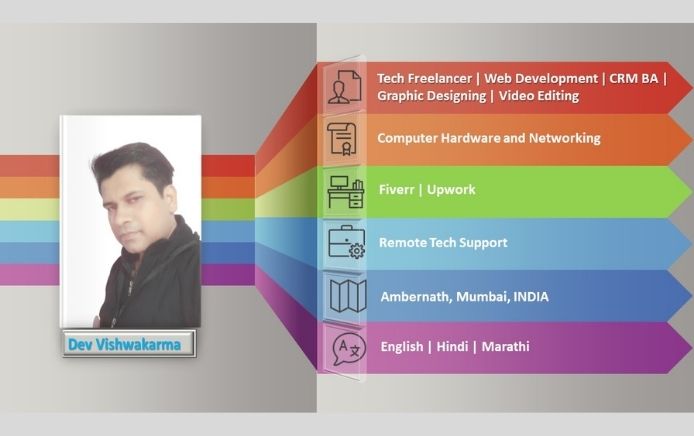 Tech Freelancer | Web Development | CRM BA |
Graphic Designing | Video Editing
Computer Hardware and Networking
Fiverr | Upwork
Remote Tech Support
Ambernath, Mumbai, INDIA
English | Hindi | Marathi
Dev Vishwakarma